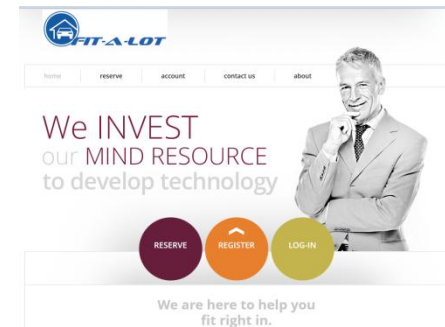 FIT-A-LOT
home reserve account contact us about
We INVEST
our MIND RESOURCE
to develop technology
RESERVE REGISTER LOG-IN
We are here to help you
fit right in.